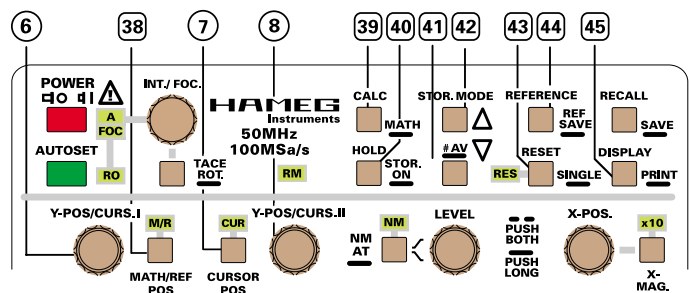 6 38 7 8 39 40 41 42 43 44 45
POWER
INT./ FOC.
A
FOC
AUTOSET
RO
TACE
ROT.
HAMEG
Instruments
50MHz
100MSa/s
RM
CALC
MATH
HOLD
STOR.
ON
STOR. MODE
# AV
REFERENCE
REF
SAVE
RESET
RES
SINGLE
RECALL
SAVE
DISPLAY
PRINT
Y-POS/CURS.I
M/R
MATH/REF
POS
CUR
CURSOR
POS
Y-POS/CURS.II
NM
AT
NM
LEVEL
PUSH
BOTH
PUSH
LONG
X-POS.
x10
X-
MAG.